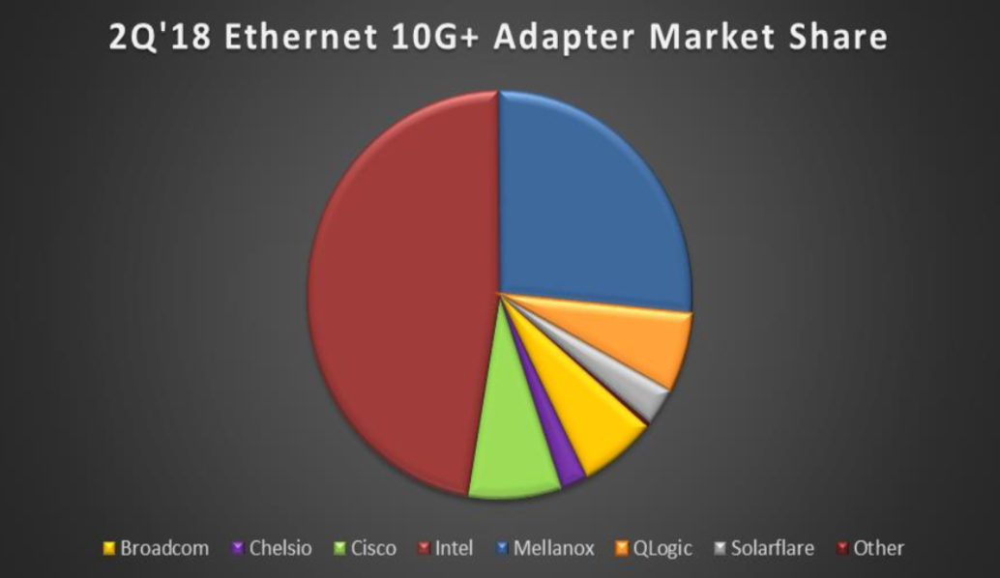 2Q'18 Ethernet 10G+ Adapter Market Share
Broadcom Chelsio Cisco Intel Mellanox QLogic Solarflare Other